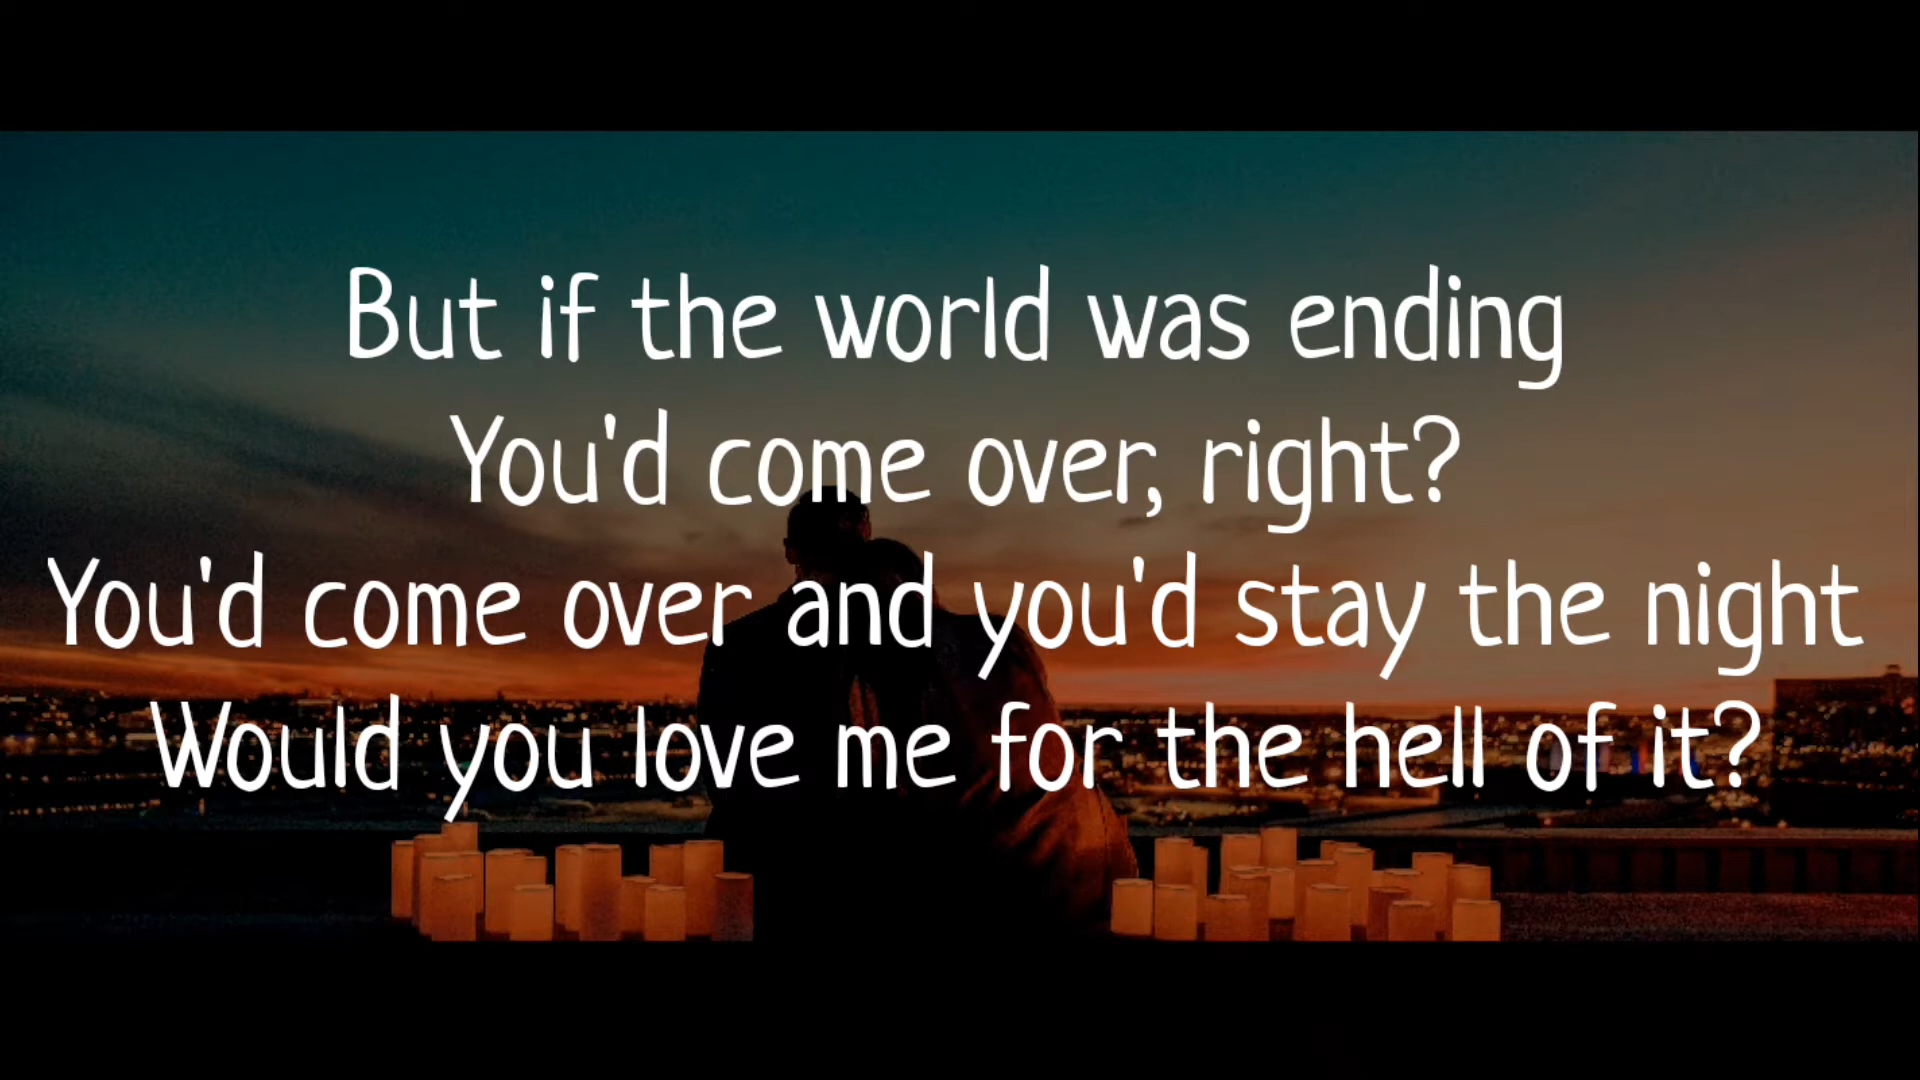 But if the world was ending
You'd come over, right?
You'd come over and you'd stay the night
Would you love me for the hell of it?